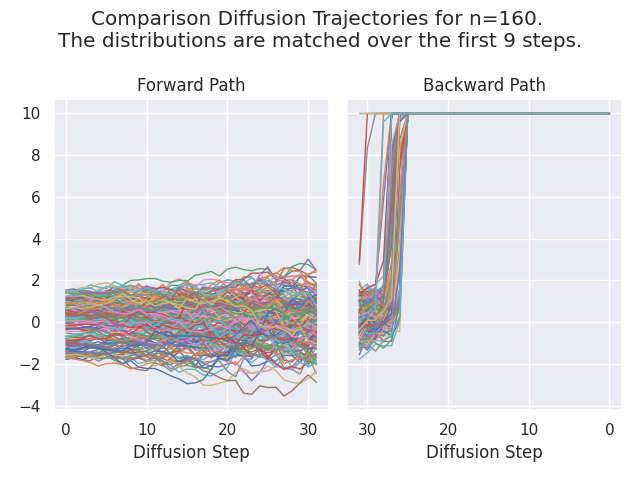 Comparison Diffusion Trajectories for n=160.
The distributions are matched over the first 9 steps.
Forward Path
Backward Path
10
8
6
4
2
0
−2
−4
0
10
20
30
30
20
10
0
Diffusion Step
Diffusion Step